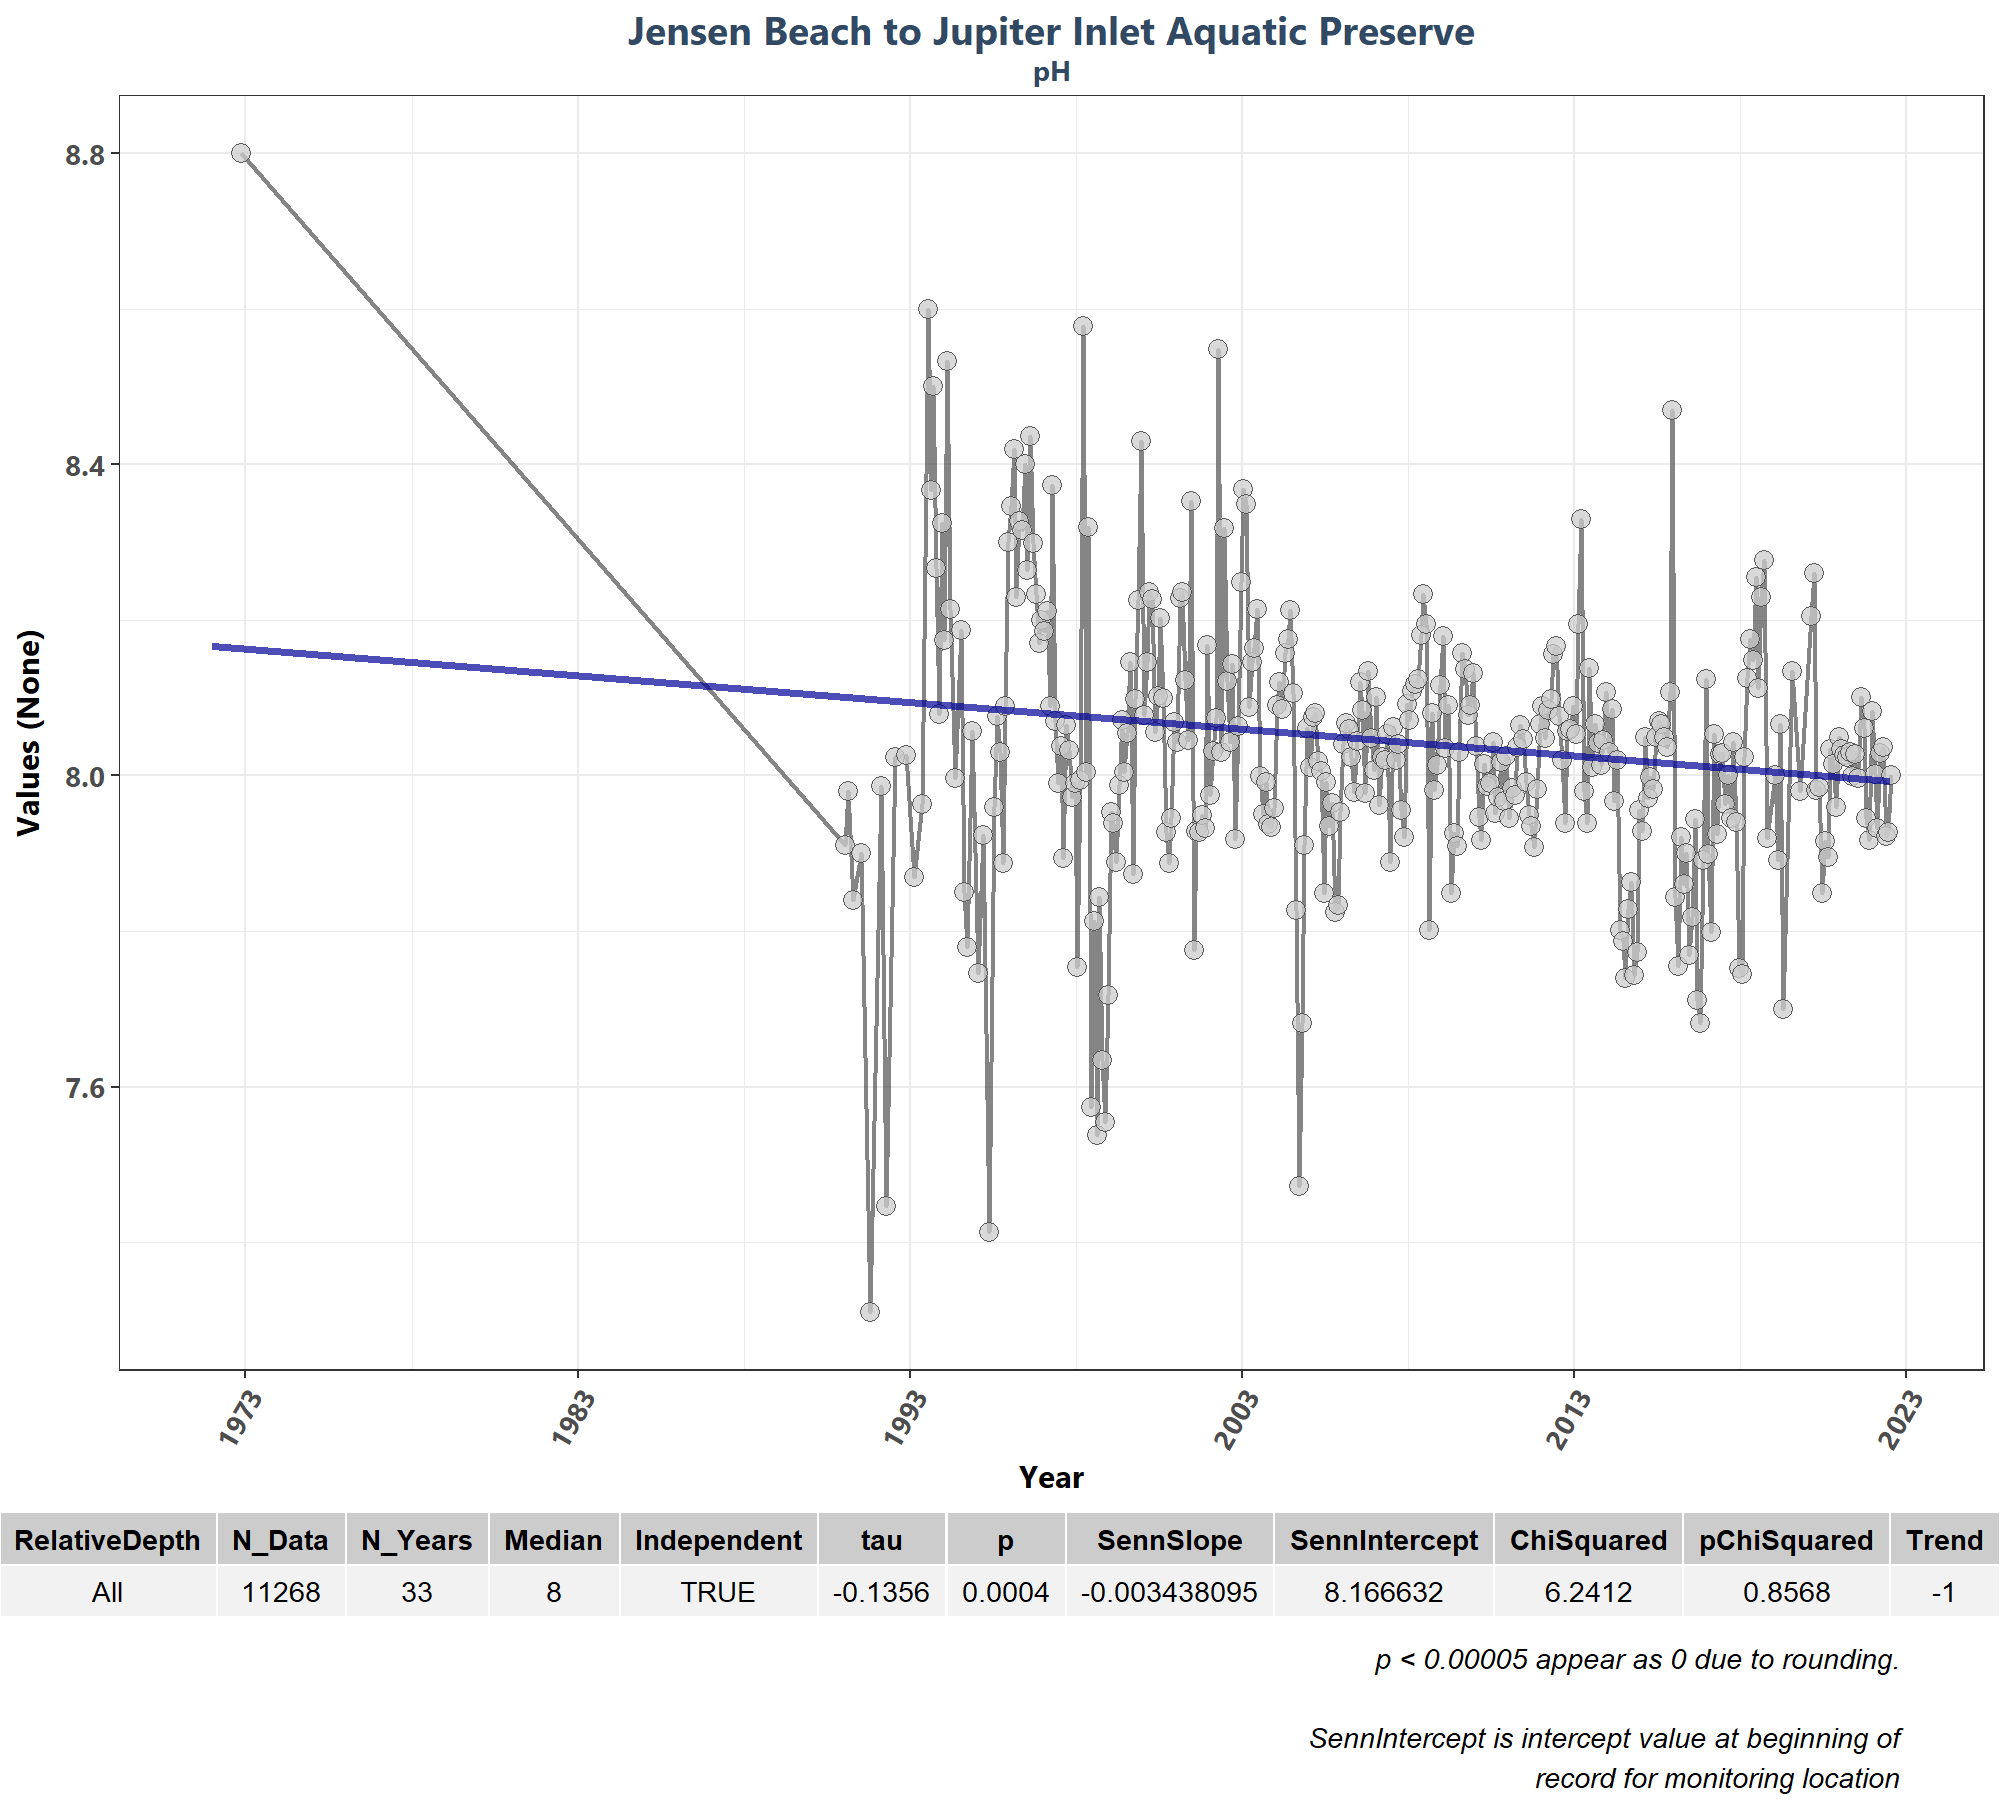 Jensen Beach to Jupiter Inlet Aquatic Preserve
pH
Values (None)
8.8
8.4
8.0
7.6
1973 1983 1993 2003 2013 2023
Year
RelativeDepth N_Data N_Years Median Independent tau p SennSlope SennIntercept ChiSquared pChiSquared Trend
All 11268 33 8 TRUE -0.1356 0.0004 -0.003438095 8.166632 6.2412 0.8568 -1
p < 0.00005 appear as 0 due to rounding.
SennIntercept is intercept value at beginning of
record for monitoring location